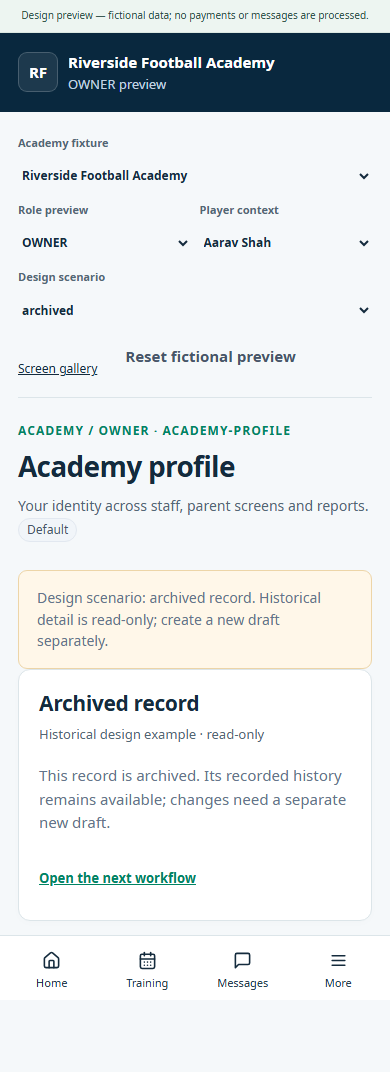 Design preview — fictional data; no payments or messages are processed.
RF
Riverside Football Academy
OWNER preview
Academy fixture
Riverside Football Academy
Role preview
Player context
OWNER
Aarav Shah
Design scenario
archived
Screen gallery
Reset fictional preview
ACADEMY / OWNER · ACADEMY-PROFILE
Academy profile
Your identity across staff, parent screens and reports.
Default
Design scenario: archived record. Historical
detail is read-only; create a new draft
separately.
Archived record
Historical design example · read-only
This record is archived. Its recorded history
remains available; changes need a separate
new draft.
Open the next workflow
Home
Training
Messages
More